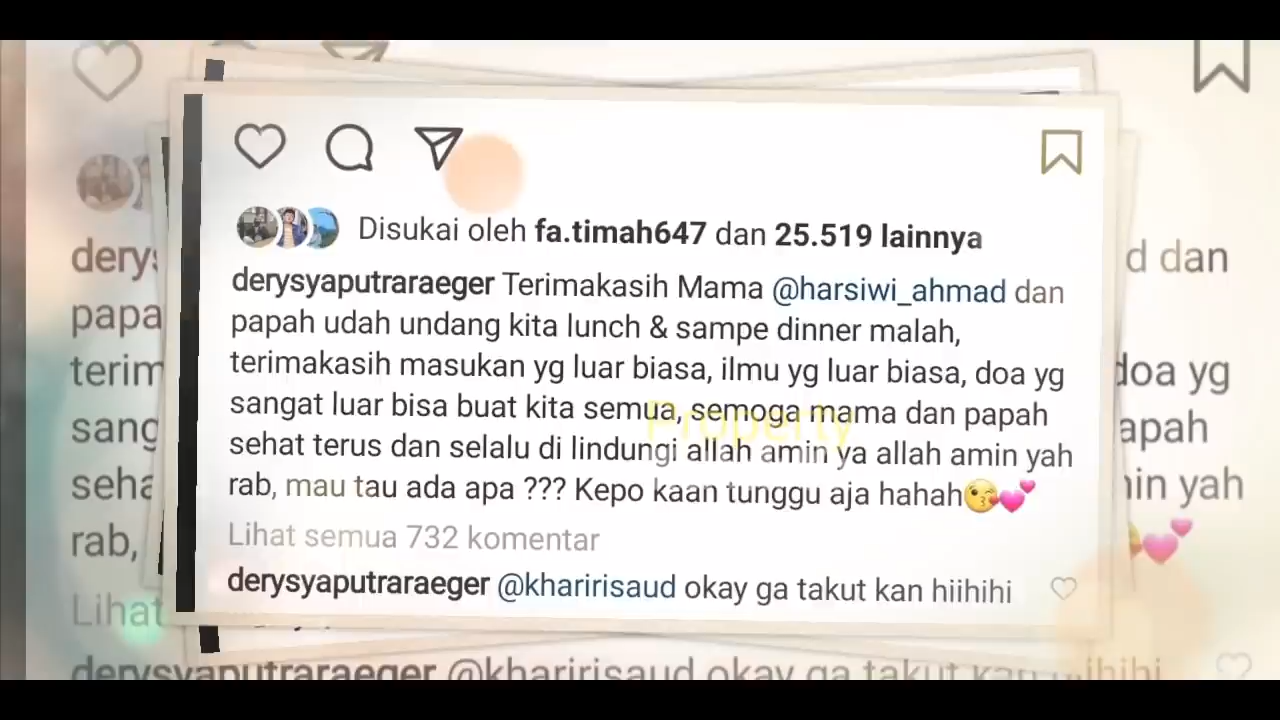 Disukai oleh fa.timah647 dan 25.519 lainnya
derysyaputraraeger Terimakasih Mama @harsiwi_ahmad dan
papah udah undang kita lunch & sampe dinner malah,
terimakasih masukan yg luar biasa, ilmu yg luar biasa, doa yg
sangat luar bisa buat kita semua, semoga mama dan papah
sehat terus dan selalu di lindungi allah amin ya allah amin yah
rab, mau tau ada apa ??? Kepo kaan tunggu aja hahah😘💕
Lihat semua 732 komentar
derysyaputraraeger @kharirisaud okay ga takut kan hiihihi
Property